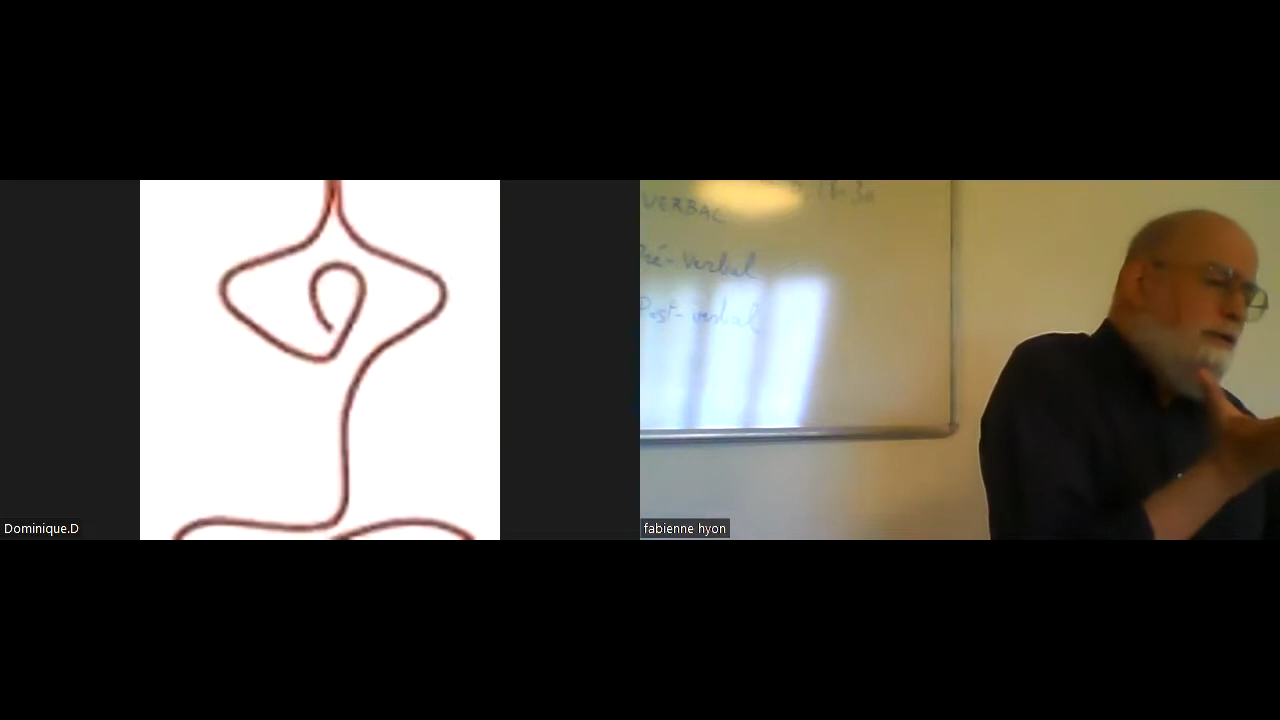 VERBAL
Pré-verbal
Post-verbal
Dominique.D
fabienne hyon